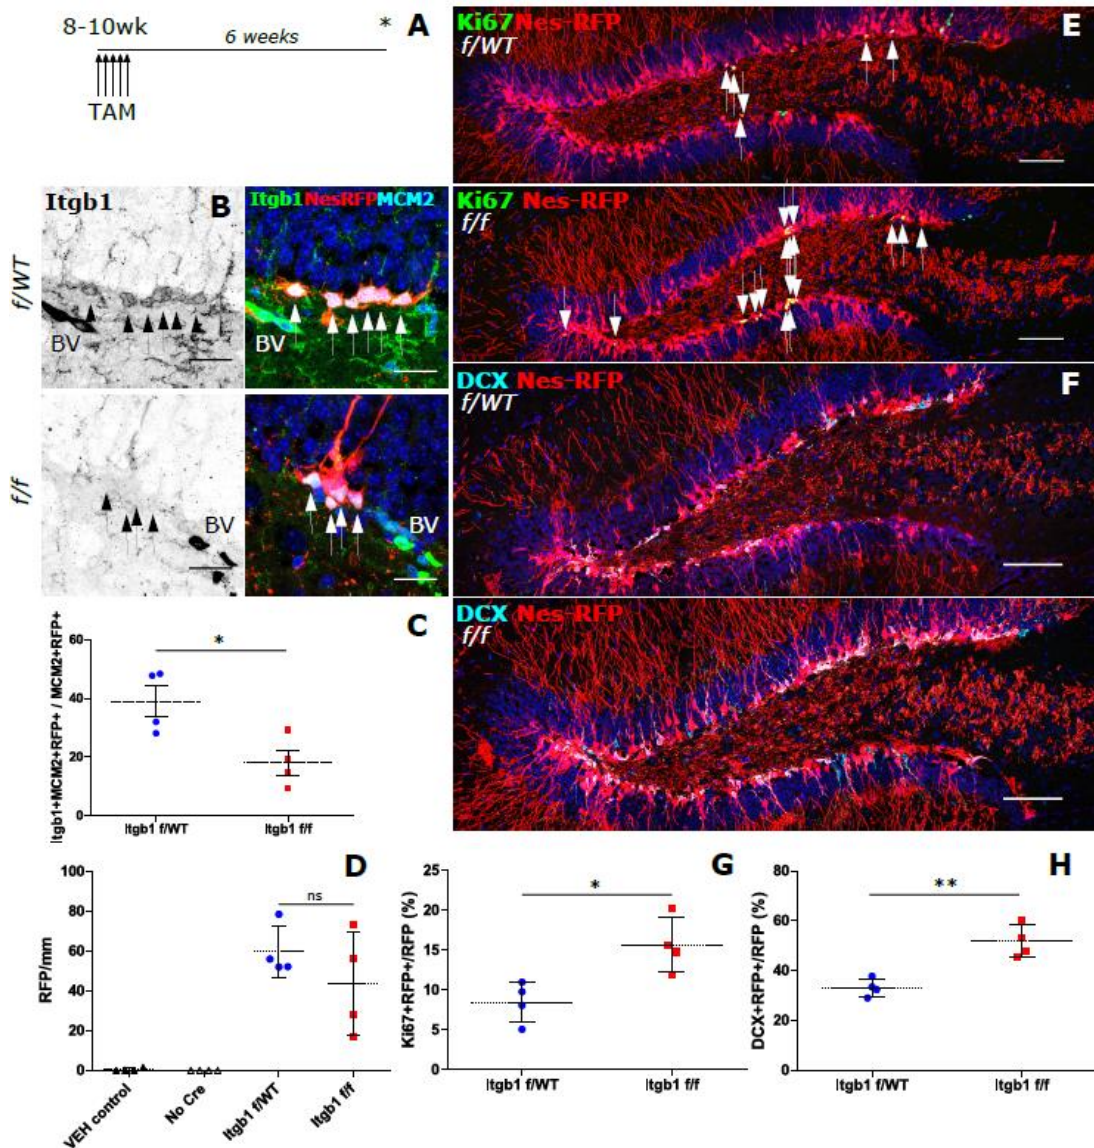 8-10wk
6 weeks
*
A
TAM
Itgb1
B
Itgb1NesRFPMCM2
f/WT
BV
BV
f/f
BV
BV
C
Itgb1+MCM2+RFP+ / MCM2+RFP+
60
40
20
0
*
Itgb1 f/WT
Itgb1 f/f
D
RFP/mm
100
80
60
40
20
0
ns
VEH control
No Cre
Itgb1 f/WT
Itgb1 f/f
Ki67 Nes-RFP
E
f/WT
Ki67 Nes-RFP
f/f
DCX Nes-RFP
F
f/WT
DCX Nes-RFP
f/f
G
Ki67+RFP+/RFP (%)
25
20
15
10
5
0
*
Itgb1 f/WT
Itgb1 f/f
H
DCX+RFP+/RFP (%)
80
60
40
20
0
**
Itgb1 f/WT
Itgb1 f/f